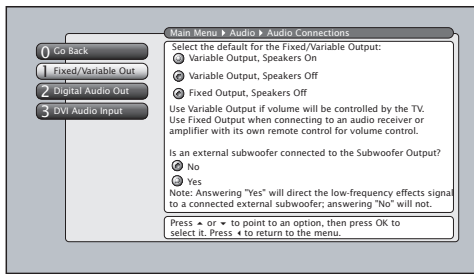 Main Menu ▸ Audio ▸ Audio Connections
0 Go Back
1 Fixed/Variable Out
2 Digital Audio Out
3 DVI Audio Input
Select the default for the Fixed/Variable Output:
Variable Output, Speakers On
Variable Output, Speakers Off
Fixed Output, Speakers Off
Use Variable Output if volume will be controlled by the TV.
Use Fixed Output when connecting to an audio receiver or
amplifier with its own remote control for volume control.
Is an external subwoofer connected to the Subwoofer Output?
No
Yes
Note: Answering "Yes" will direct the low-frequency effects signal
to a connected external subwoofer; answering "No" will not.
Press ▲ or ▼ to point to an option, then press OK to
select it. Press ◂ to return to the menu.